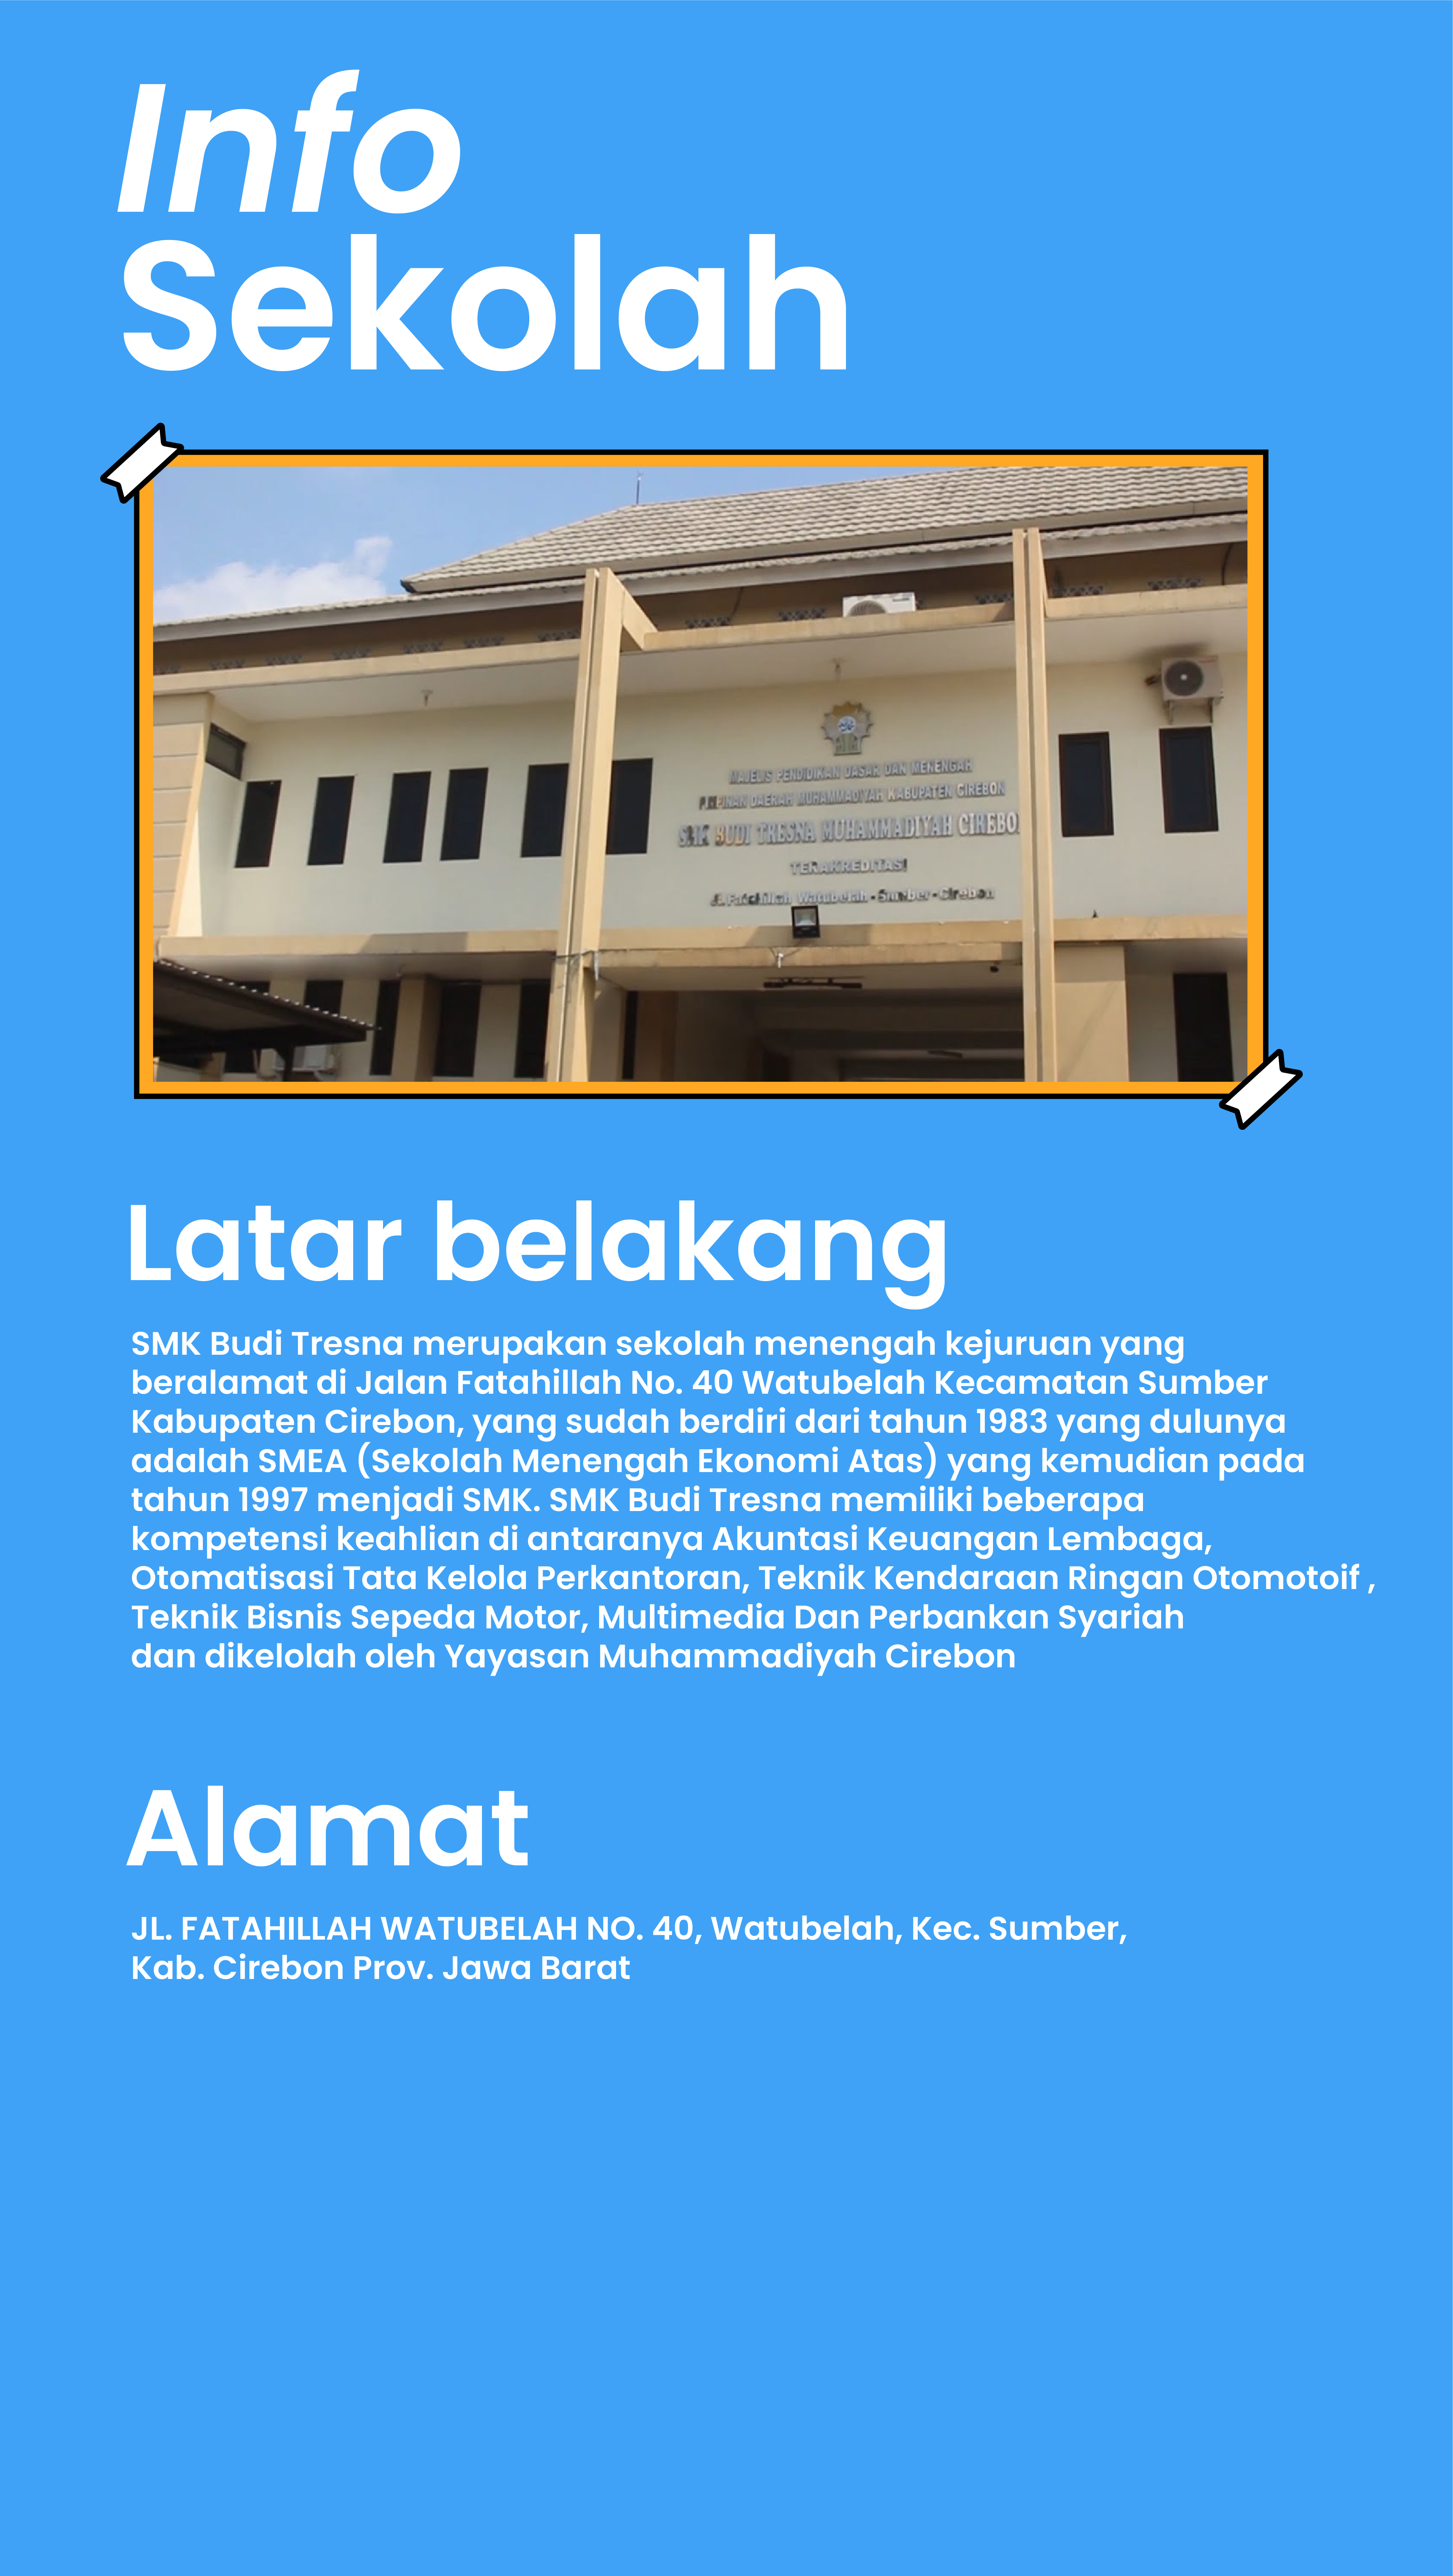 Info
Sekolah
MAJELIS PENDIDIKAN DASAR DAN MENENGAH
PIMPINAN DAERAH MUHAMMADIYAH KABUPATEN CIREBON
SMK BUDI TRESNA MUHAMMADIYAH CIREBO
TERAKREDITASI
Jl. Fatahillah Watubelah - Sumber - Cirebon
Latar belakang
SMK Budi Tresna merupakan sekolah menengah kejuruan yang
beralamat di Jalan Fatahillah No. 40 Watubelah Kecamatan Sumber
Kabupaten Cirebon, yang sudah berdiri dari tahun 1983 yang dulunya
adalah SMEA (Sekolah Menengah Ekonomi Atas) yang kemudian pada
tahun 1997 menjadi SMK. SMK Budi Tresna memiliki beberapa
kompetensi keahlian di antaranya Akuntasi Keuangan Lembaga,
Otomatisasi Tata Kelola Perkantoran, Teknik Kendaraan Ringan Otomotoif ,
Teknik Bisnis Sepeda Motor, Multimedia Dan Perbankan Syariah
dan dikelolah oleh Yayasan Muhammadiyah Cirebon
Alamat
JL. FATAHILLAH WATUBELAH NO. 40, Watubelah, Kec. Sumber,
Kab. Cirebon Prov. Jawa Barat